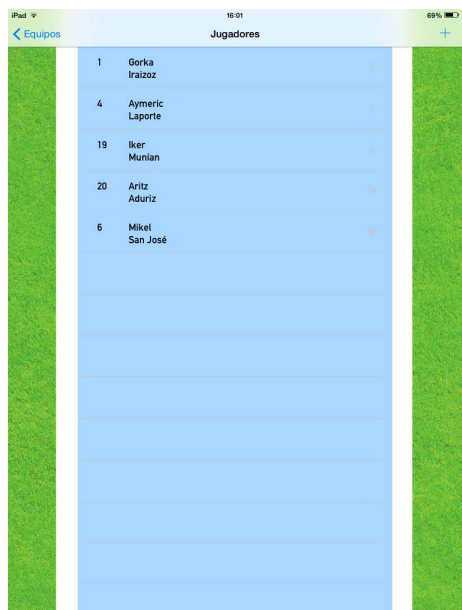 iPad 16:01 69%
Equipos Jugadores +
1 Gorka
Iraizoz
4 Aymeric
Laporte
19 Iker
Munían
20 Aritz
Aduriz
6 Mikel
San José